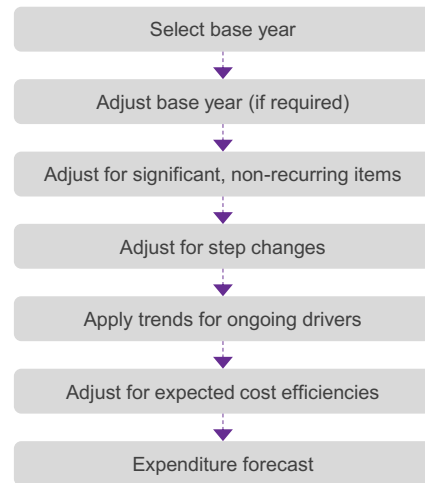 Select base year
Adjust base year (if required)
Adjust for significant, non-recurring items
Adjust for step changes
Apply trends for ongoing drivers
Adjust for expected cost efficiencies
Expenditure forecast